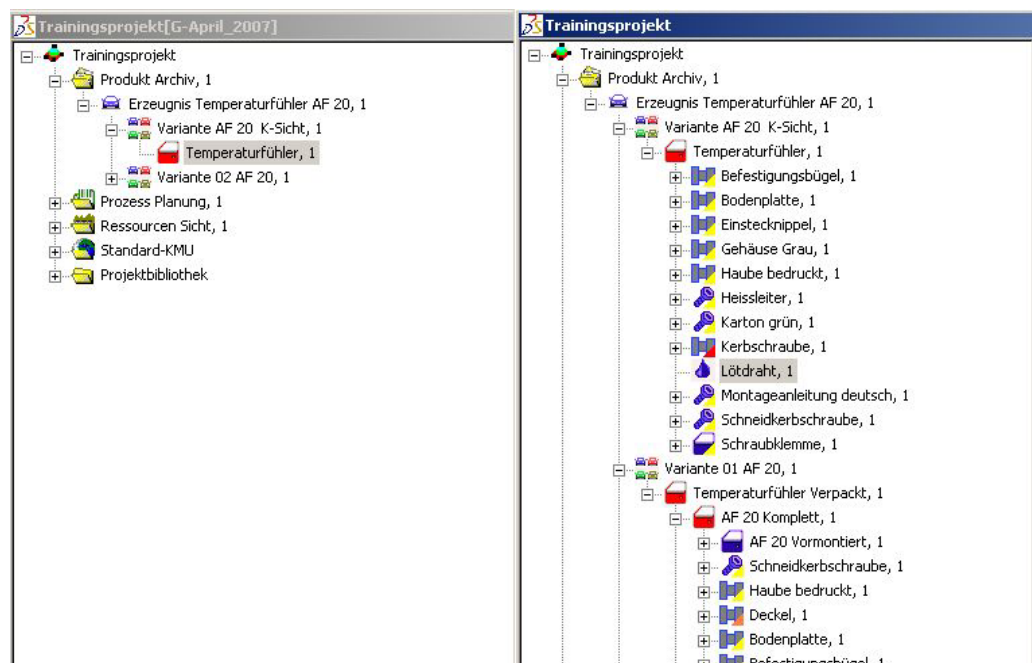 Trainingsprojekt[G-April_2007]
Trainingsprojekt
Produkt Archiv, 1
Erzeugnis Temperaturfühler AF 20, 1
Variante AF 20 K-Sicht, 1
Temperaturfühler, 1
Variante 02 AF 20, 1
Prozess Planung, 1
Ressourcen Sicht, 1
Standard-KMU
Projektbibliothek
Trainingsprojekt
Trainingsprojekt
Produkt Archiv, 1
Erzeugnis Temperaturfühler AF 20, 1
Variante AF 20 K-Sicht, 1
Temperaturfühler, 1
Befestigungsbügel, 1
Bodenplatte, 1
Einstecknippel, 1
Gehäuse Grau, 1
Haube bedruckt, 1
Heissleiter, 1
Karton grün, 1
Kerbschraube, 1
Lötdraht, 1
Montageanleitung deutsch, 1
Schneidkerbschraube, 1
Schraubklemme, 1
Variante 01 AF 20, 1
Temperaturfühler Verpackt, 1
AF 20 Komplett, 1
AF 20 Vormontiert, 1
Schneidkerbschraube, 1
Haube bedruckt, 1
Deckel, 1
Bodenplatte, 1
Befestigungsbügel, 1